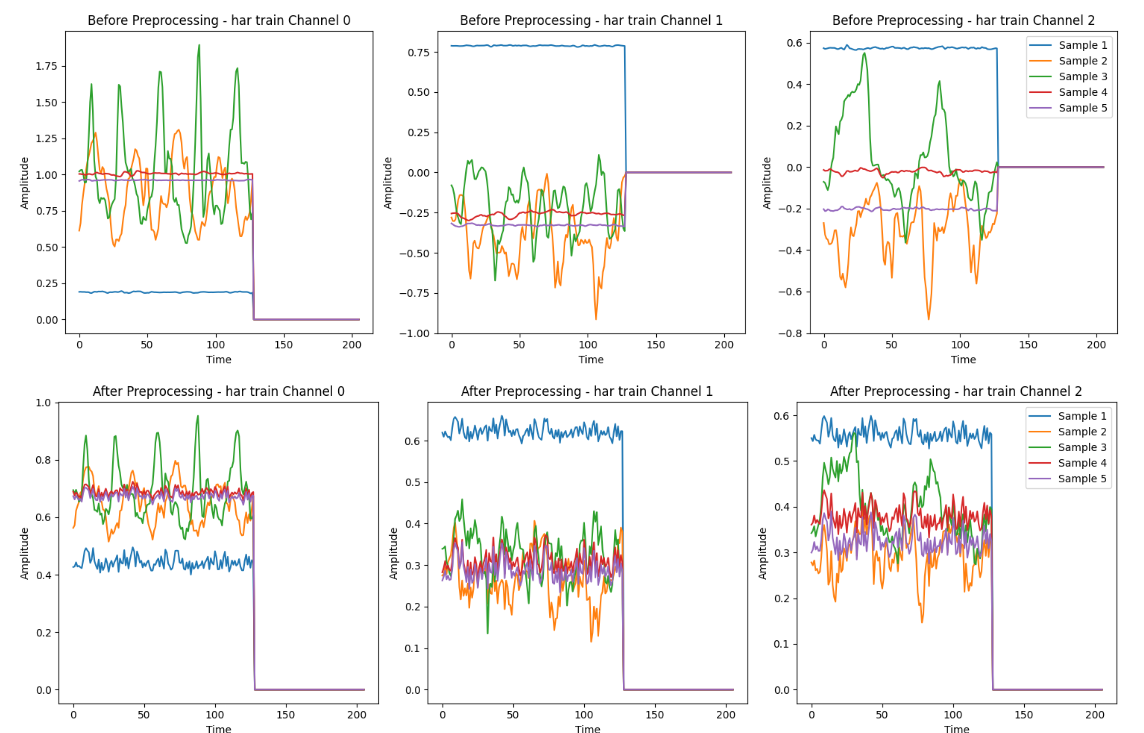 Before Preprocessing - har train Channel 0
Before Preprocessing - har train Channel 1
Before Preprocessing - har train Channel 2
Amplitude
1.75
1.50
1.25
1.00
0.75
0.50
0.25
0.00
0
50
100
150
200
Time
Amplitude
0.75
0.50
0.25
0.00
−0.25
−0.50
−0.75
−1.00
0
50
100
150
200
Time
Amplitude
0.6
0.4
0.2
0.0
−0.2
−0.4
−0.6
−0.8
0
50
100
150
200
Time
Sample 1
Sample 2
Sample 3
Sample 4
Sample 5
After Preprocessing - har train Channel 0
After Preprocessing - har train Channel 1
After Preprocessing - har train Channel 2
Amplitude
1.0
0.8
0.6
0.4
0.2
0.0
0
50
100
150
200
Time
Amplitude
0.6
0.5
0.4
0.3
0.2
0.1
0.0
0
50
100
150
200
Time
Amplitude
0.6
0.5
0.4
0.3
0.2
0.1
0.0
0
50
100
150
200
Time
Sample 1
Sample 2
Sample 3
Sample 4
Sample 5